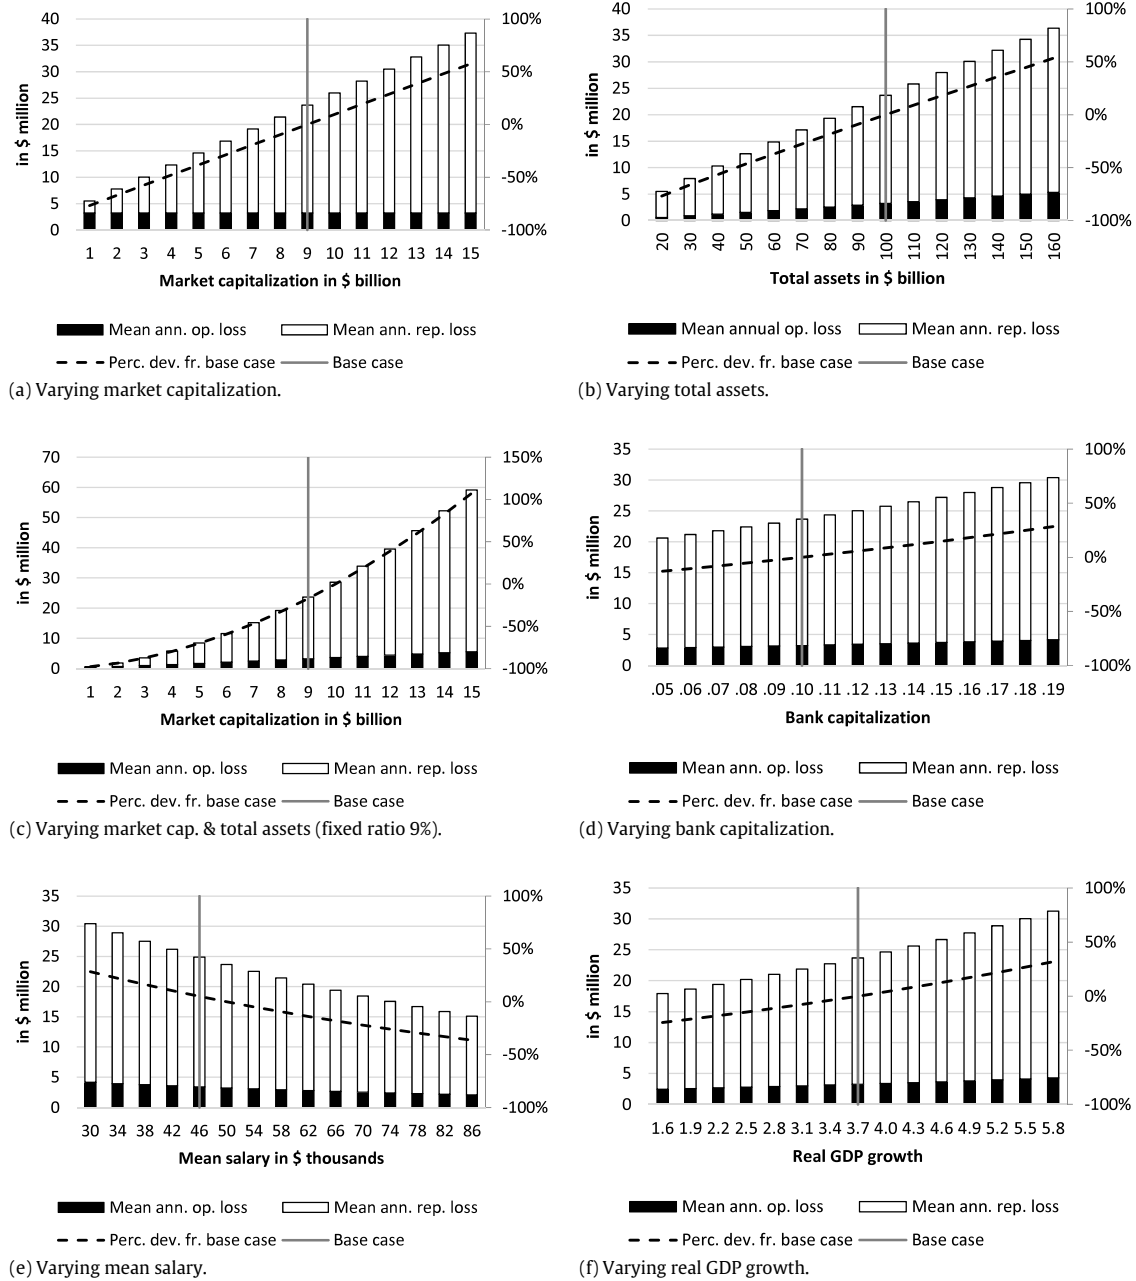 40 100%
35
30 50%
25
20 0%
15
10 -50%
5
0 -100%
in $ million
1 2 3 4 5 6 7 8 9 10 11 12 13 14 15
Market capitalization in $ billion
Mean ann. op. loss Mean ann. rep. loss
Perc. dev. fr. base case Base case
(a) Varying market capitalization.
40 100%
35
30 50%
25
20 0%
15
10 -50%
5
0 -100%
in $ million
20 30 40 50 60 70 80 90 100 110 120 130 140 150 160
Total assets in $ billion
Mean annual op. loss Mean ann. rep. loss
Perc. dev. fr. base case Base case
(b) Varying total assets.
70 150%
60 100%
50
40 50%
30 0%
20 -50%
10
0 -100%
in $ million
1 2 3 4 5 6 7 8 9 10 11 12 13 14 15
Market capitalization in $ billion
Mean ann. op. loss Mean ann. rep. loss
Perc. dev. fr. base case Base case
(c) Varying market cap. & total assets (fixed ratio 9%).
35 100%
30 50%
25
20 0%
15
10 -50%
5
0 -100%
in $ million
.05 .06 .07 .08 .09 .10 .11 .12 .13 .14 .15 .16 .17 .18 .19
Bank capitalization
Mean ann. op. loss Mean ann. rep. loss
Perc. dev. fr. base case Base case
(d) Varying bank capitalization.
35 100%
30 50%
25
20 0%
15
10 -50%
5
0 -100%
in $ million
30 34 38 42 46 50 54 58 62 66 70 74 78 82 86
Mean salary in $ thousands
Mean ann. op. loss Mean ann. rep. loss
Perc. dev. fr. base case Base case
(e) Varying mean salary.
35 100%
30 50%
25
20 0%
15
10 -50%
5
0 -100%
in $ million
1.6 1.9 2.2 2.5 2.8 3.1 3.4 3.7 4.0 4.3 4.6 4.9 5.2 5.5 5.8
Real GDP growth
Mean ann. op. loss Mean ann. rep. loss
Perc. dev. fr. base case Base case
(f) Varying real GDP growth.